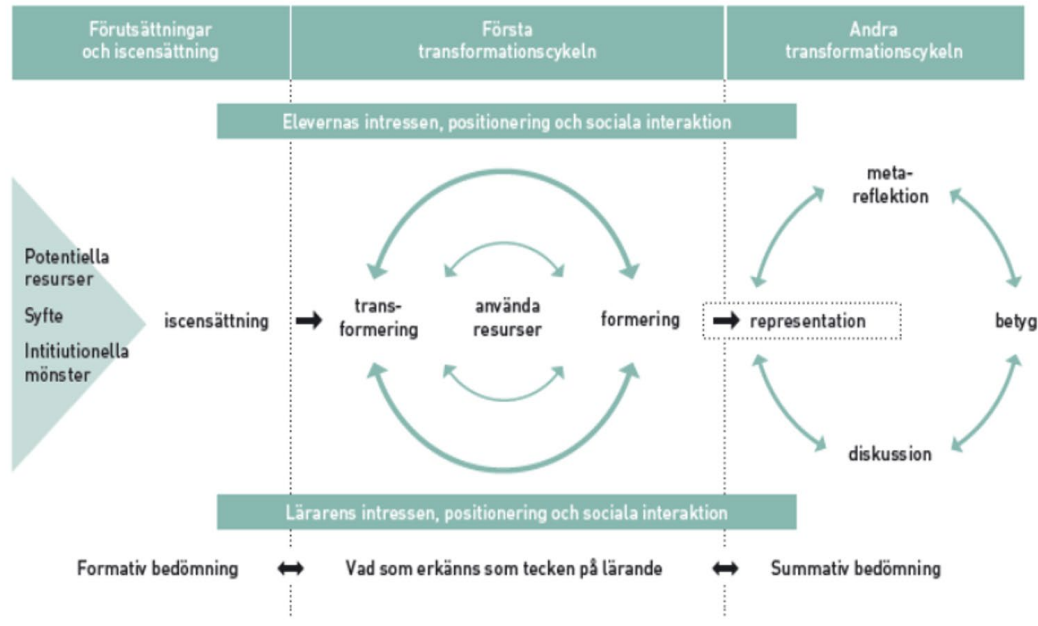 Förutsättningar
och iscensättning
Första
transformationscykeln
Andra
transformationscykeln
Elevernas intressen, positionering och sociala interaktion
Potentiella
resurser
Syfte
Intitiutionella
mönster
iscensättning
trans-
formering
använda
resurser
formering
representation
meta-
reflektion
betyg
diskussion
Lärarens intressen, positionering och sociala interaktion
Formativ bedömning
Vad som erkänns som tecken på lärande
Summativ bedömning